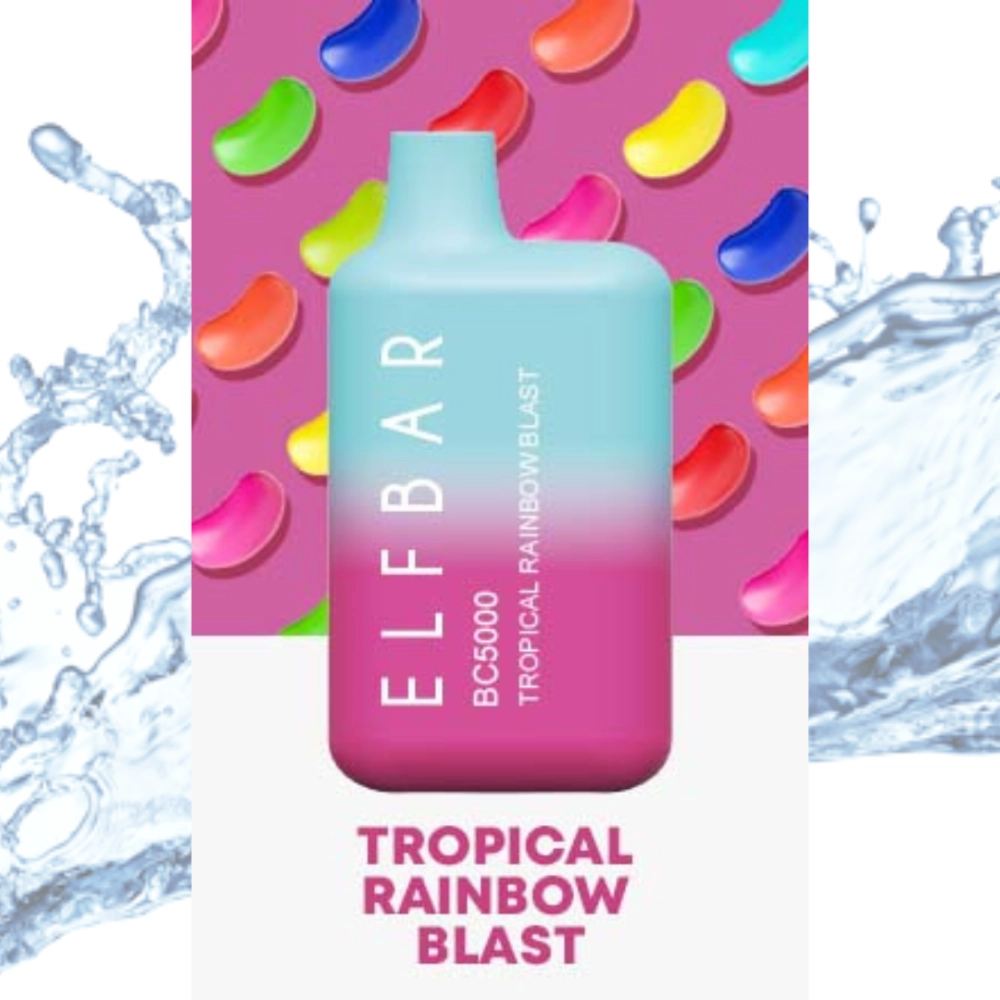 ELFBAR
BC5000
TROPICAL RAINBOW BLAST
TROPICAL
RAINBOW
BLAST